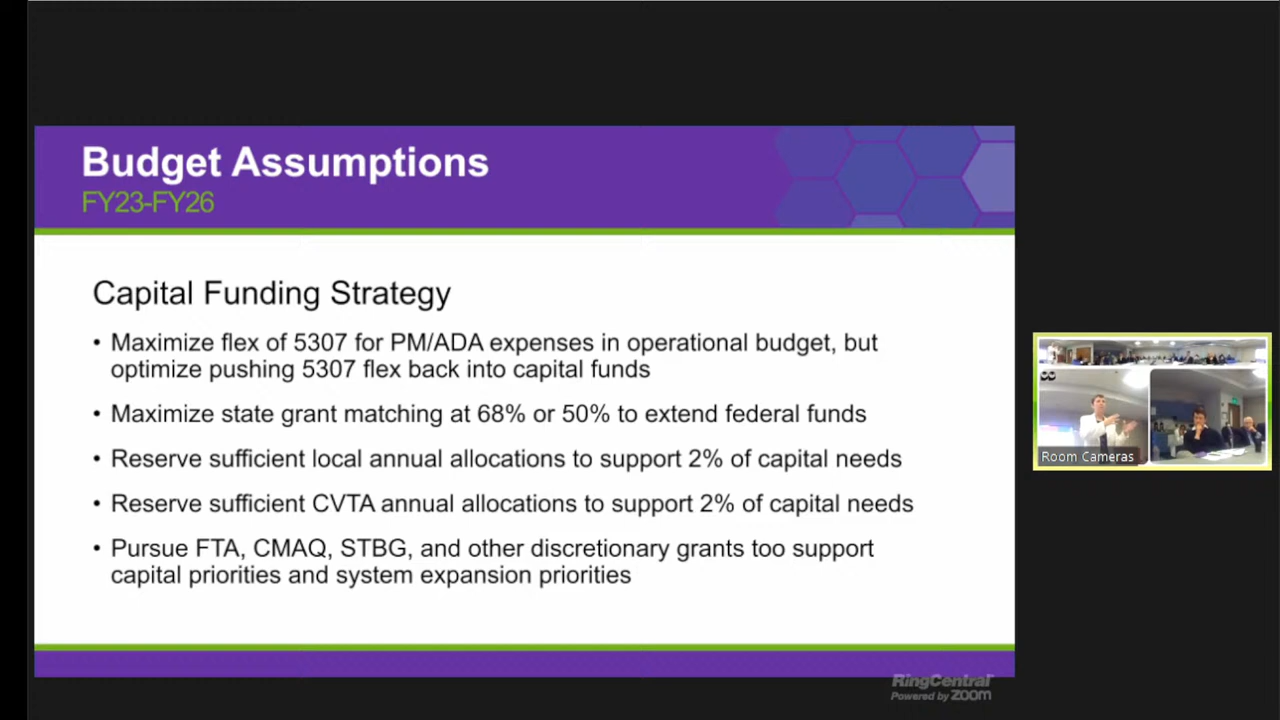 Budget Assumptions
FY23-FY26
Capital Funding Strategy
• Maximize flex of 5307 for PM/ADA expenses in operational budget, but
optimize pushing 5307 flex back into capital funds
• Maximize state grant matching at 68% or 50% to extend federal funds
• Reserve sufficient local annual allocations to support 2% of capital needs
• Reserve sufficient CVTA annual allocations to support 2% of capital needs
• Pursue FTA, CMAQ, STBG, and other discretionary grants too support
capital priorities and system expansion priorities
Room Cameras
RingCentral
Powered by zoom